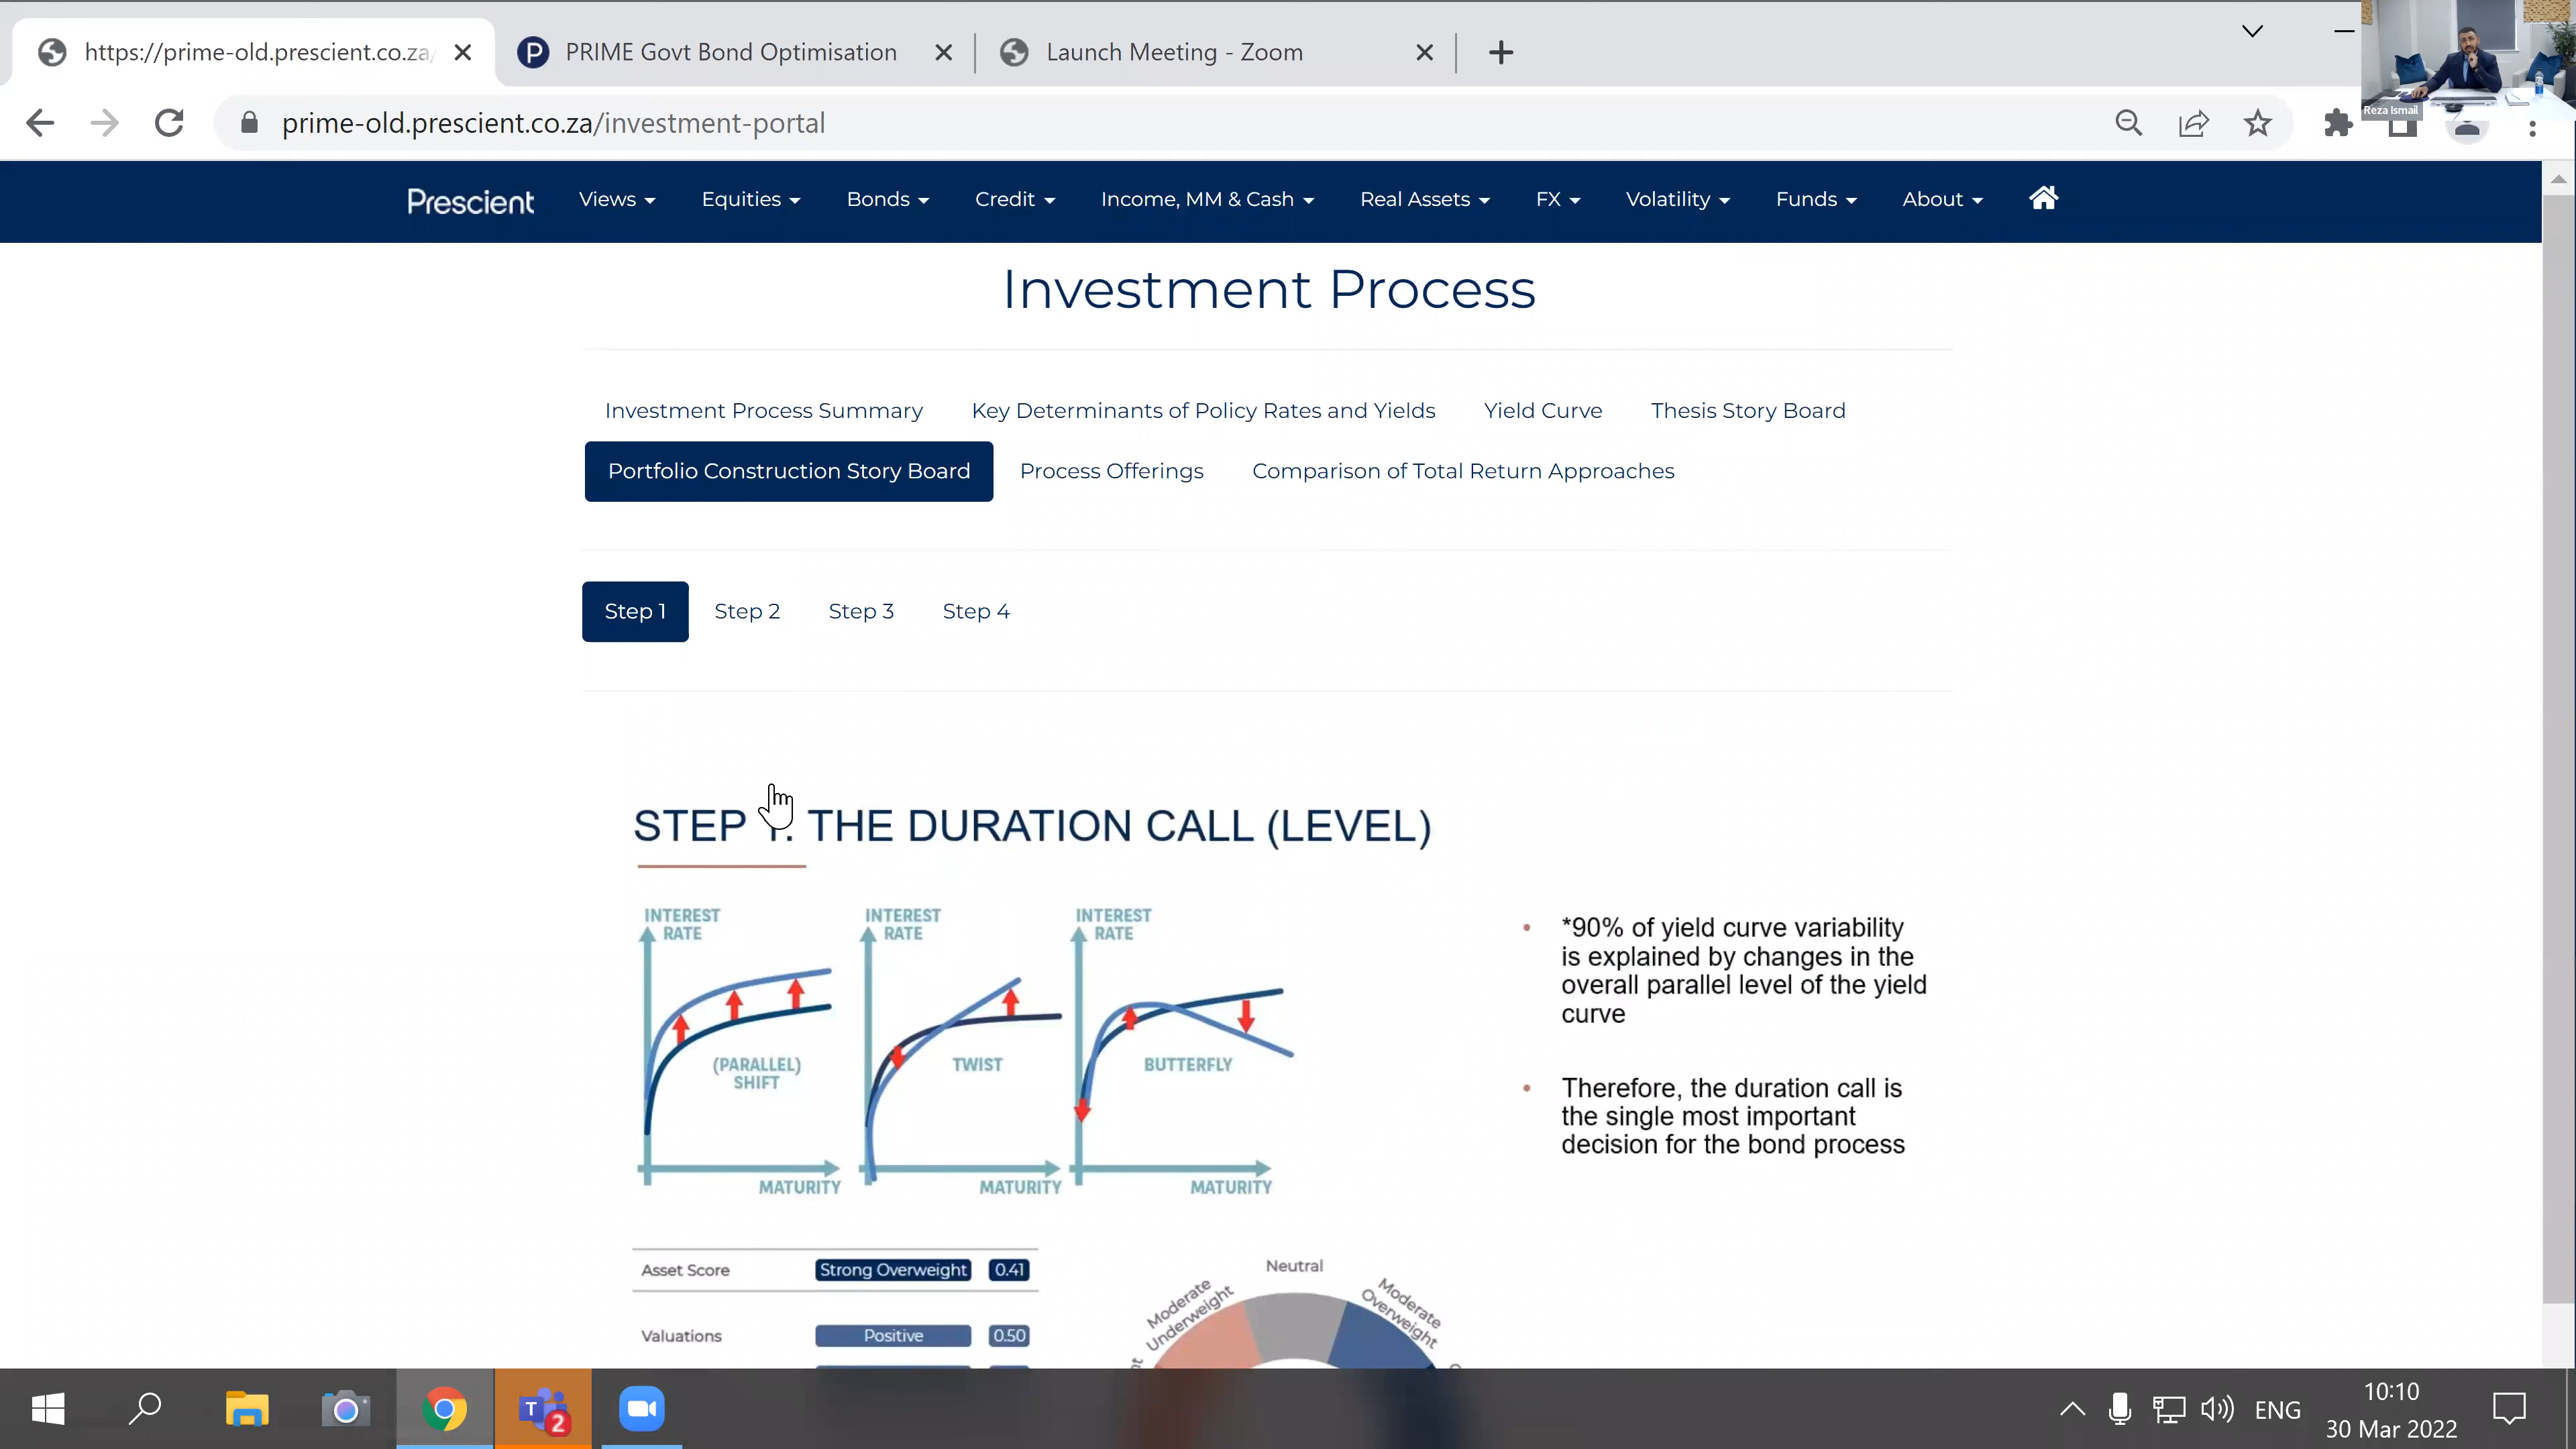 https://prime-old.prescient.co.za/
PRIME Govt Bond Optimisation
Launch Meeting - Zoom
Reza Ismail
prime-old.prescient.co.za/investment-portal
Prescient Views Equities Bonds Credit Income, MM & Cash Real Assets FX Volatility Funds About
Investment Process
Investment Process Summary Key Determinants of Policy Rates and Yields Yield Curve Thesis Story Board
Portfolio Construction Story Board Process Offerings Comparison of Total Return Approaches
Step 1 Step 2 Step 3 Step 4
STEP 1: THE DURATION CALL (LEVEL)
INTEREST
RATE
(PARALLEL)
SHIFT
MATURITY
INTEREST
RATE
TWIST
MATURITY
INTEREST
RATE
BUTTERFLY
MATURITY
• *90% of yield curve variability
is explained by changes in the
overall parallel level of the yield
curve
• Therefore, the duration call is
the single most important
decision for the bond process
Asset Score Strong Overweight 0.41
Valuations Positive 0.50
Moderate
Underweight
Neutral
Moderate
Overweight
T 2
ENG
10:10
30 Mar 2022